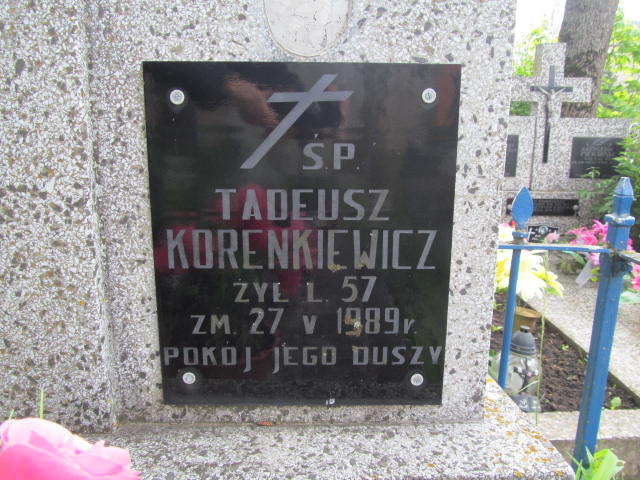 Ś.P.
TADEUSZ
KORENKIEWICZ
ŻYŁ L. 57
ZM. 27 V 1989r.
POKÓJ JEGO DUSZY